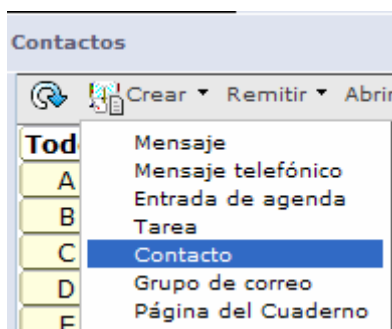 Contactos
Crear Remitir Abrir
Tod
A
B
C
D
E
Mensaje
Mensaje telefónico
Entrada de agenda
Tarea
Contacto
Grupo de correo
Página del Cuaderno